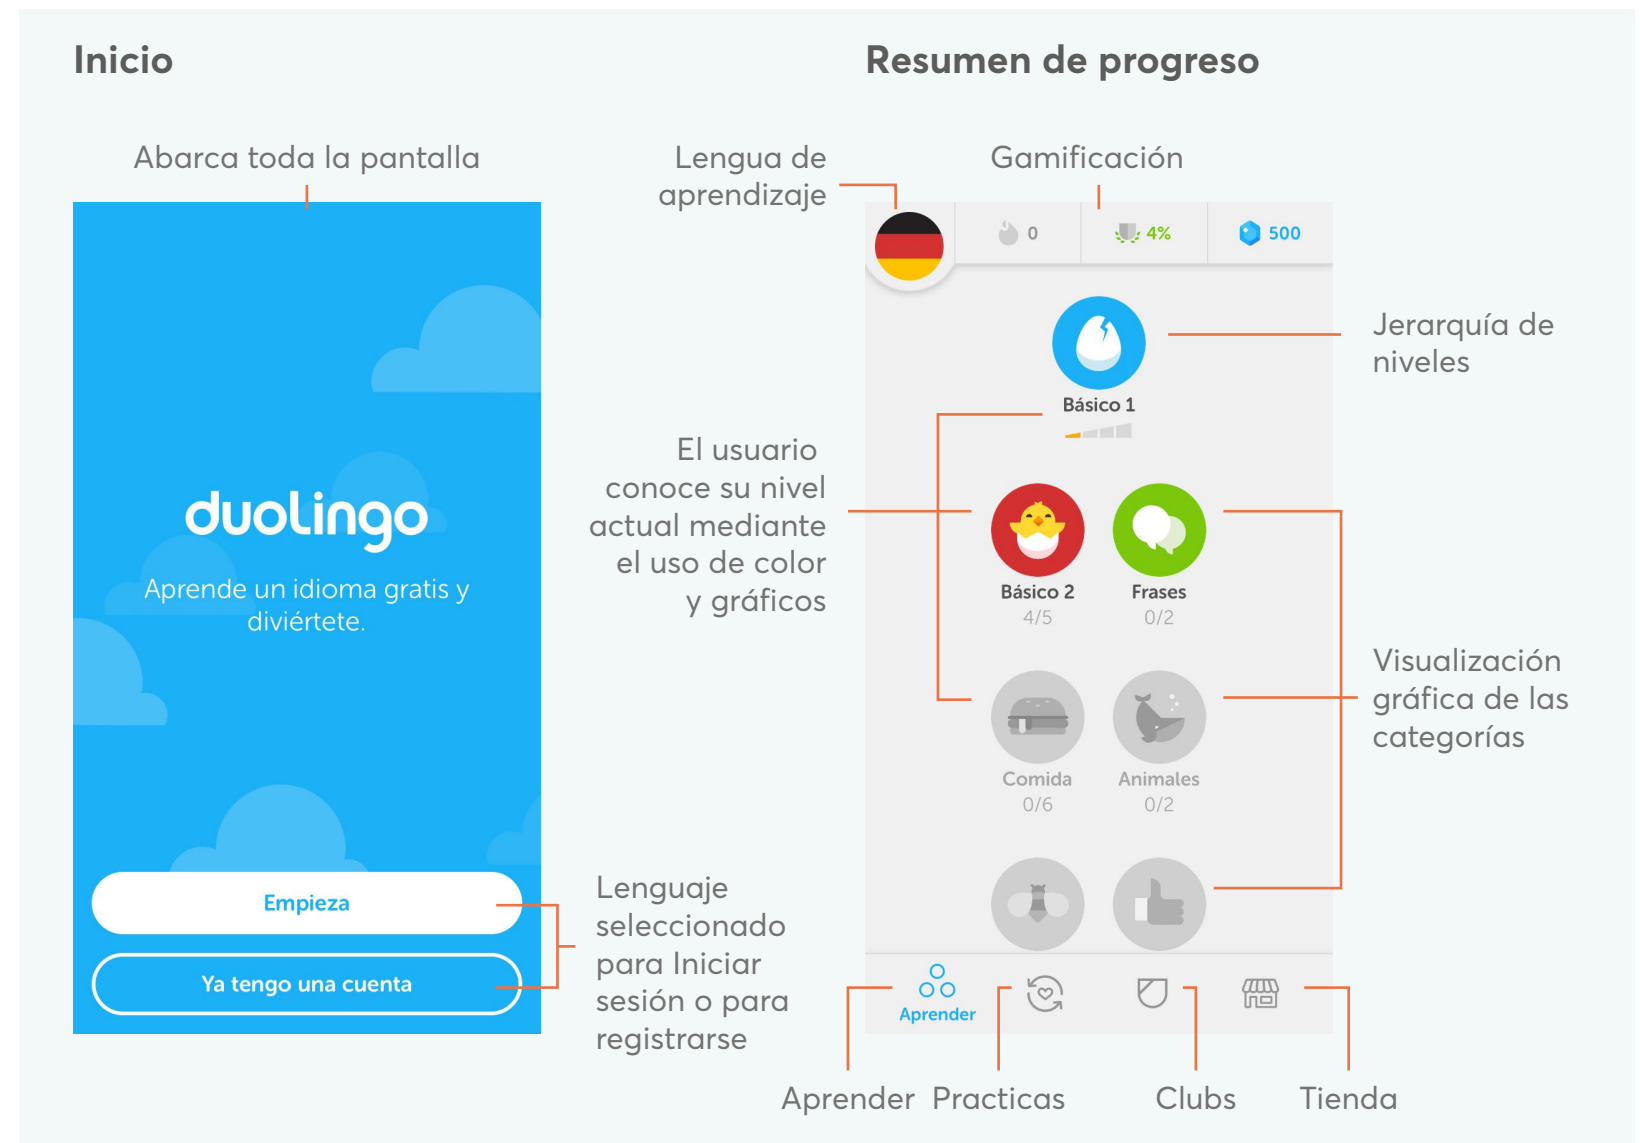 Inicio
Resumen de progreso
Abarca toda la pantalla
Lengua de
aprendizaje
Gamificación
0
4%
500
Jerarquía de
niveles
Básico 1
El usuario
conoce su nivel
actual mediante
el uso de color
y gráficos
duolingo
Aprende un idioma gratis y
diviértete.
Básico 2
4/5
Frases
0/2
Visualización
gráfica de las
categorías
Comida
0/6
Animales
0/2
Empieza
Ya tengo una cuenta
Lenguaje
seleccionado
para Iniciar
sesión o para
registrarse
Aprender
Aprender
Practicas
Clubs
Tienda